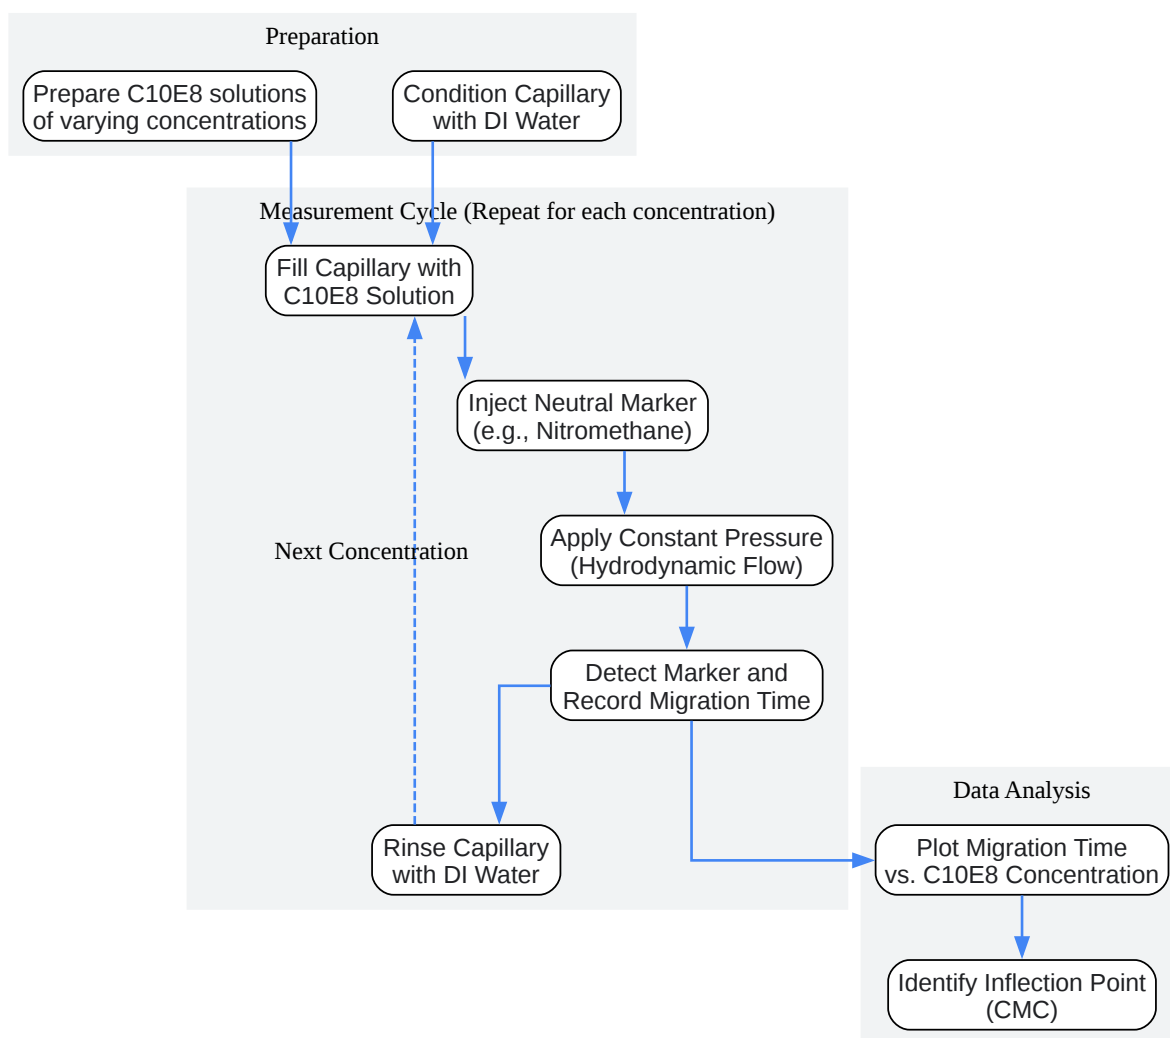 Preparation
Prepare C10E8 solutions
of varying concentrations
Condition Capillary
with DI Water
Measurement Cycle (Repeat for each concentration)
Fill Capillary with
C10E8 Solution
Inject Neutral Marker
(e.g., Nitromethane)
Next Concentration
Apply Constant Pressure
(Hydrodynamic Flow)
Detect Marker and
Record Migration Time
Rinse Capillary
with DI Water
Data Analysis
Plot Migration Time
vs. C10E8 Concentration
Identify Inflection Point
(CMC)